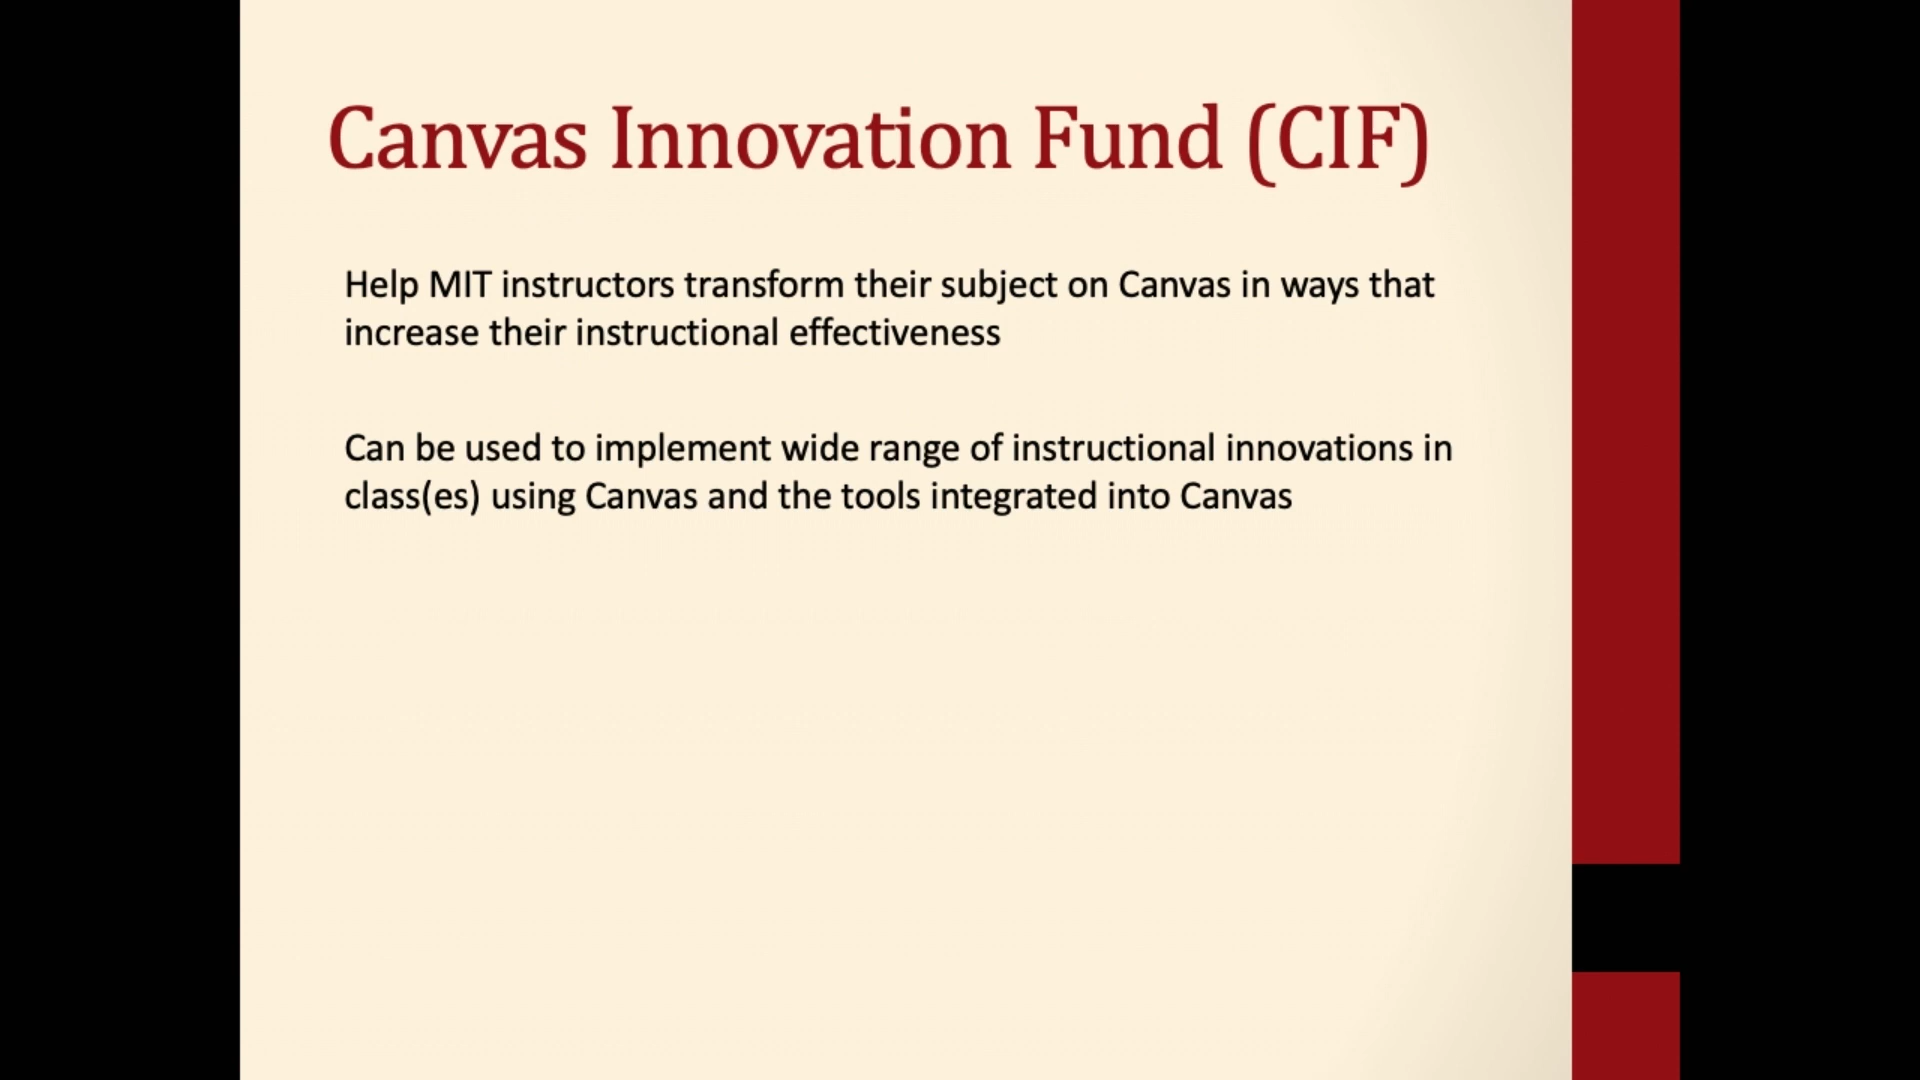 Canvas Innovation Fund (CIF)
Help MIT instructors transform their subject on Canvas in ways that
increase their instructional effectiveness
Can be used to implement wide range of instructional innovations in
class(es) using Canvas and the tools integrated into Canvas